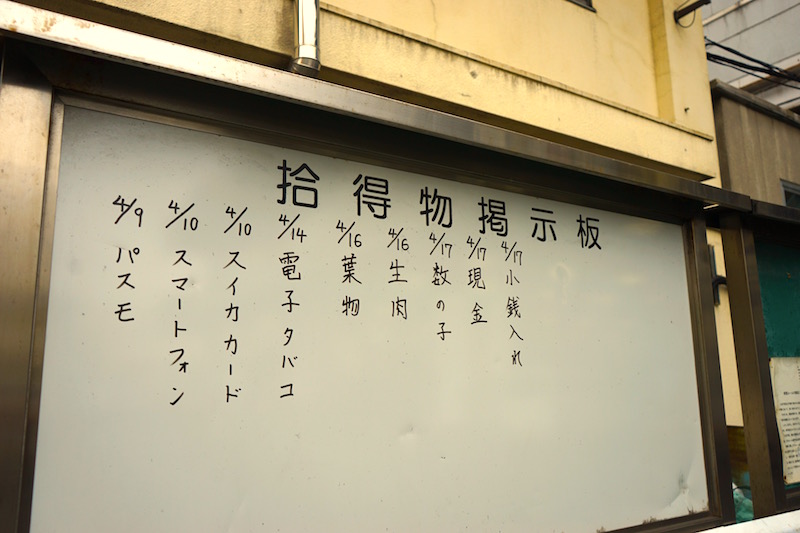 拾得物掲示板
4/17 小銭入れ
4/17 現金
4/17 数の子
4/16 生肉
4/16 葉物
4/14 電子タバコ
4/10 スイカカード
4/10 スマートフォン
4/9 パスモ